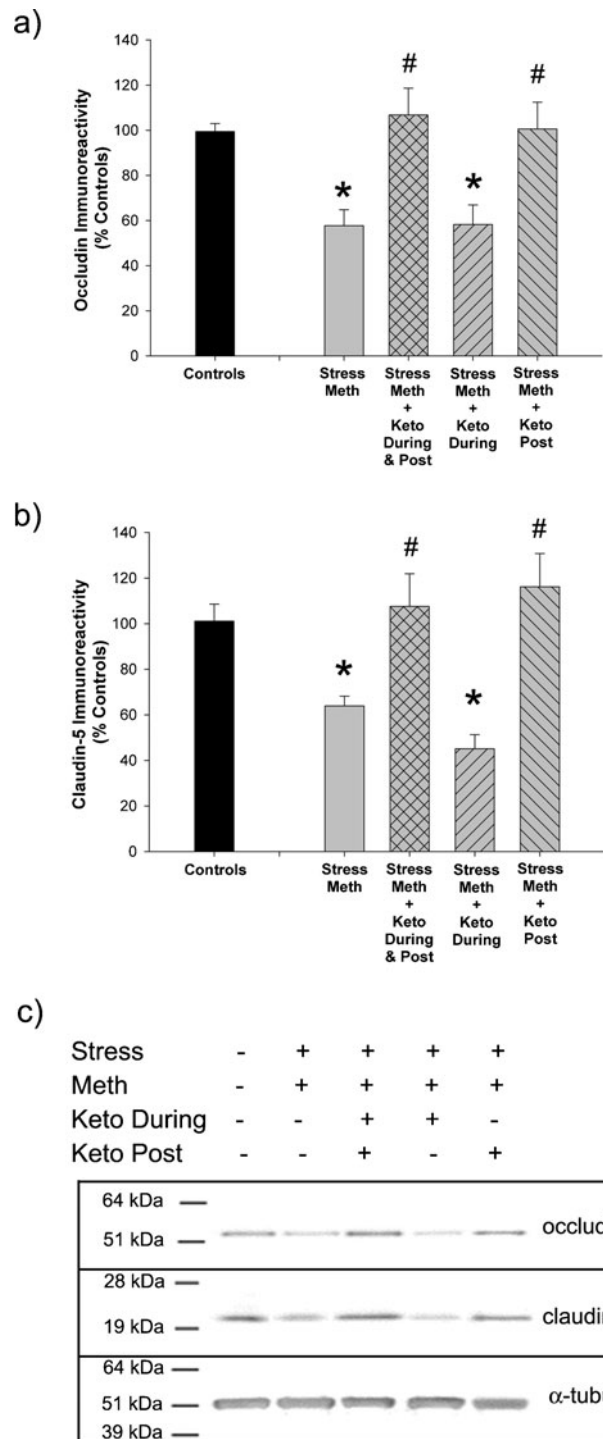 a)
Occludin Immunoreactivity
(% Controls)
140
120
100
80
60
40
20
0
#
#
*
*
Controls
Stress
Meth
Stress
Meth
+
Keto
During
& Post
Stress
Meth
+
Keto
During
Stress
Meth
+
Keto
Post
b)
Claudin-5 Immunoreactivity
(% Controls)
140
120
100
80
60
40
20
0
#
#
*
*
Controls
Stress
Meth
Stress
Meth
+
Keto
During
& Post
Stress
Meth
+
Keto
During
Stress
Meth
+
Keto
Post
c)
Stress - + + + +
Meth - + + + +
Keto During - - + + -
Keto Post - - + - +
64 kDa
51 kDa
occlud
28 kDa
19 kDa
claudin
64 kDa
51 kDa
39 kDa
α-tubu